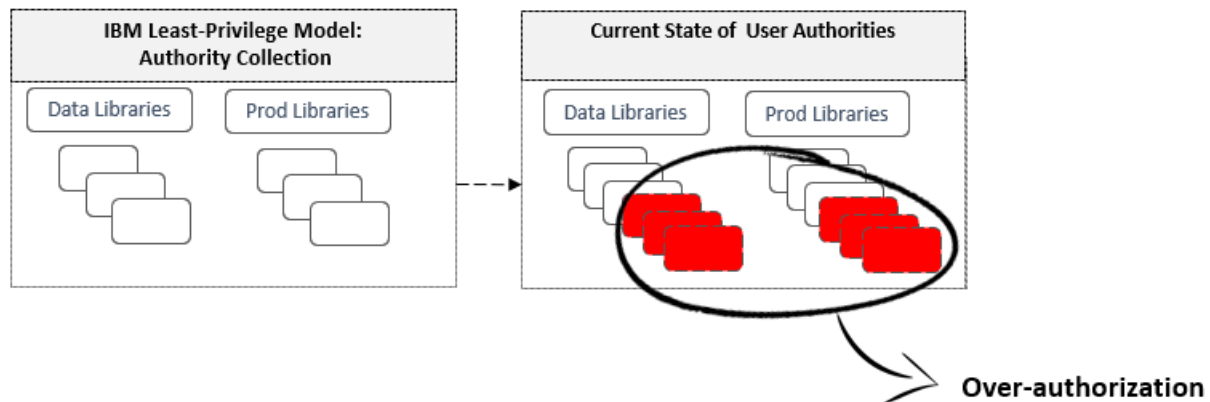 IBM Least-Privilege Model:
Authority Collection
Data Libraries
Prod Libraries
Current State of User Authorities
Data Libraries
Prod Libraries
Over-authorization